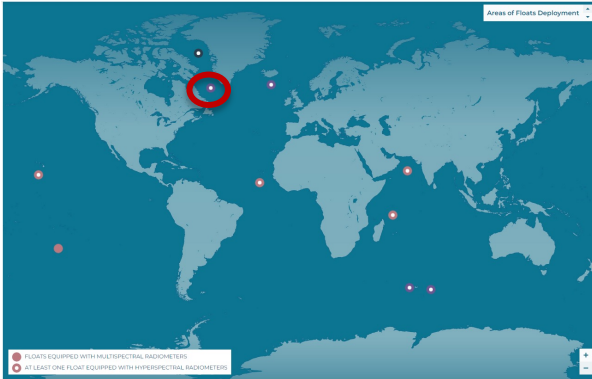 Areas of Floats Deployment
FLOATS EQUIPPED WITH MULTISPECTRAL RADIOMETERS
AT LEAST ONE FLOAT EQUIPPED WITH HYPERSPECTRAL RADIOMETERS
+
−